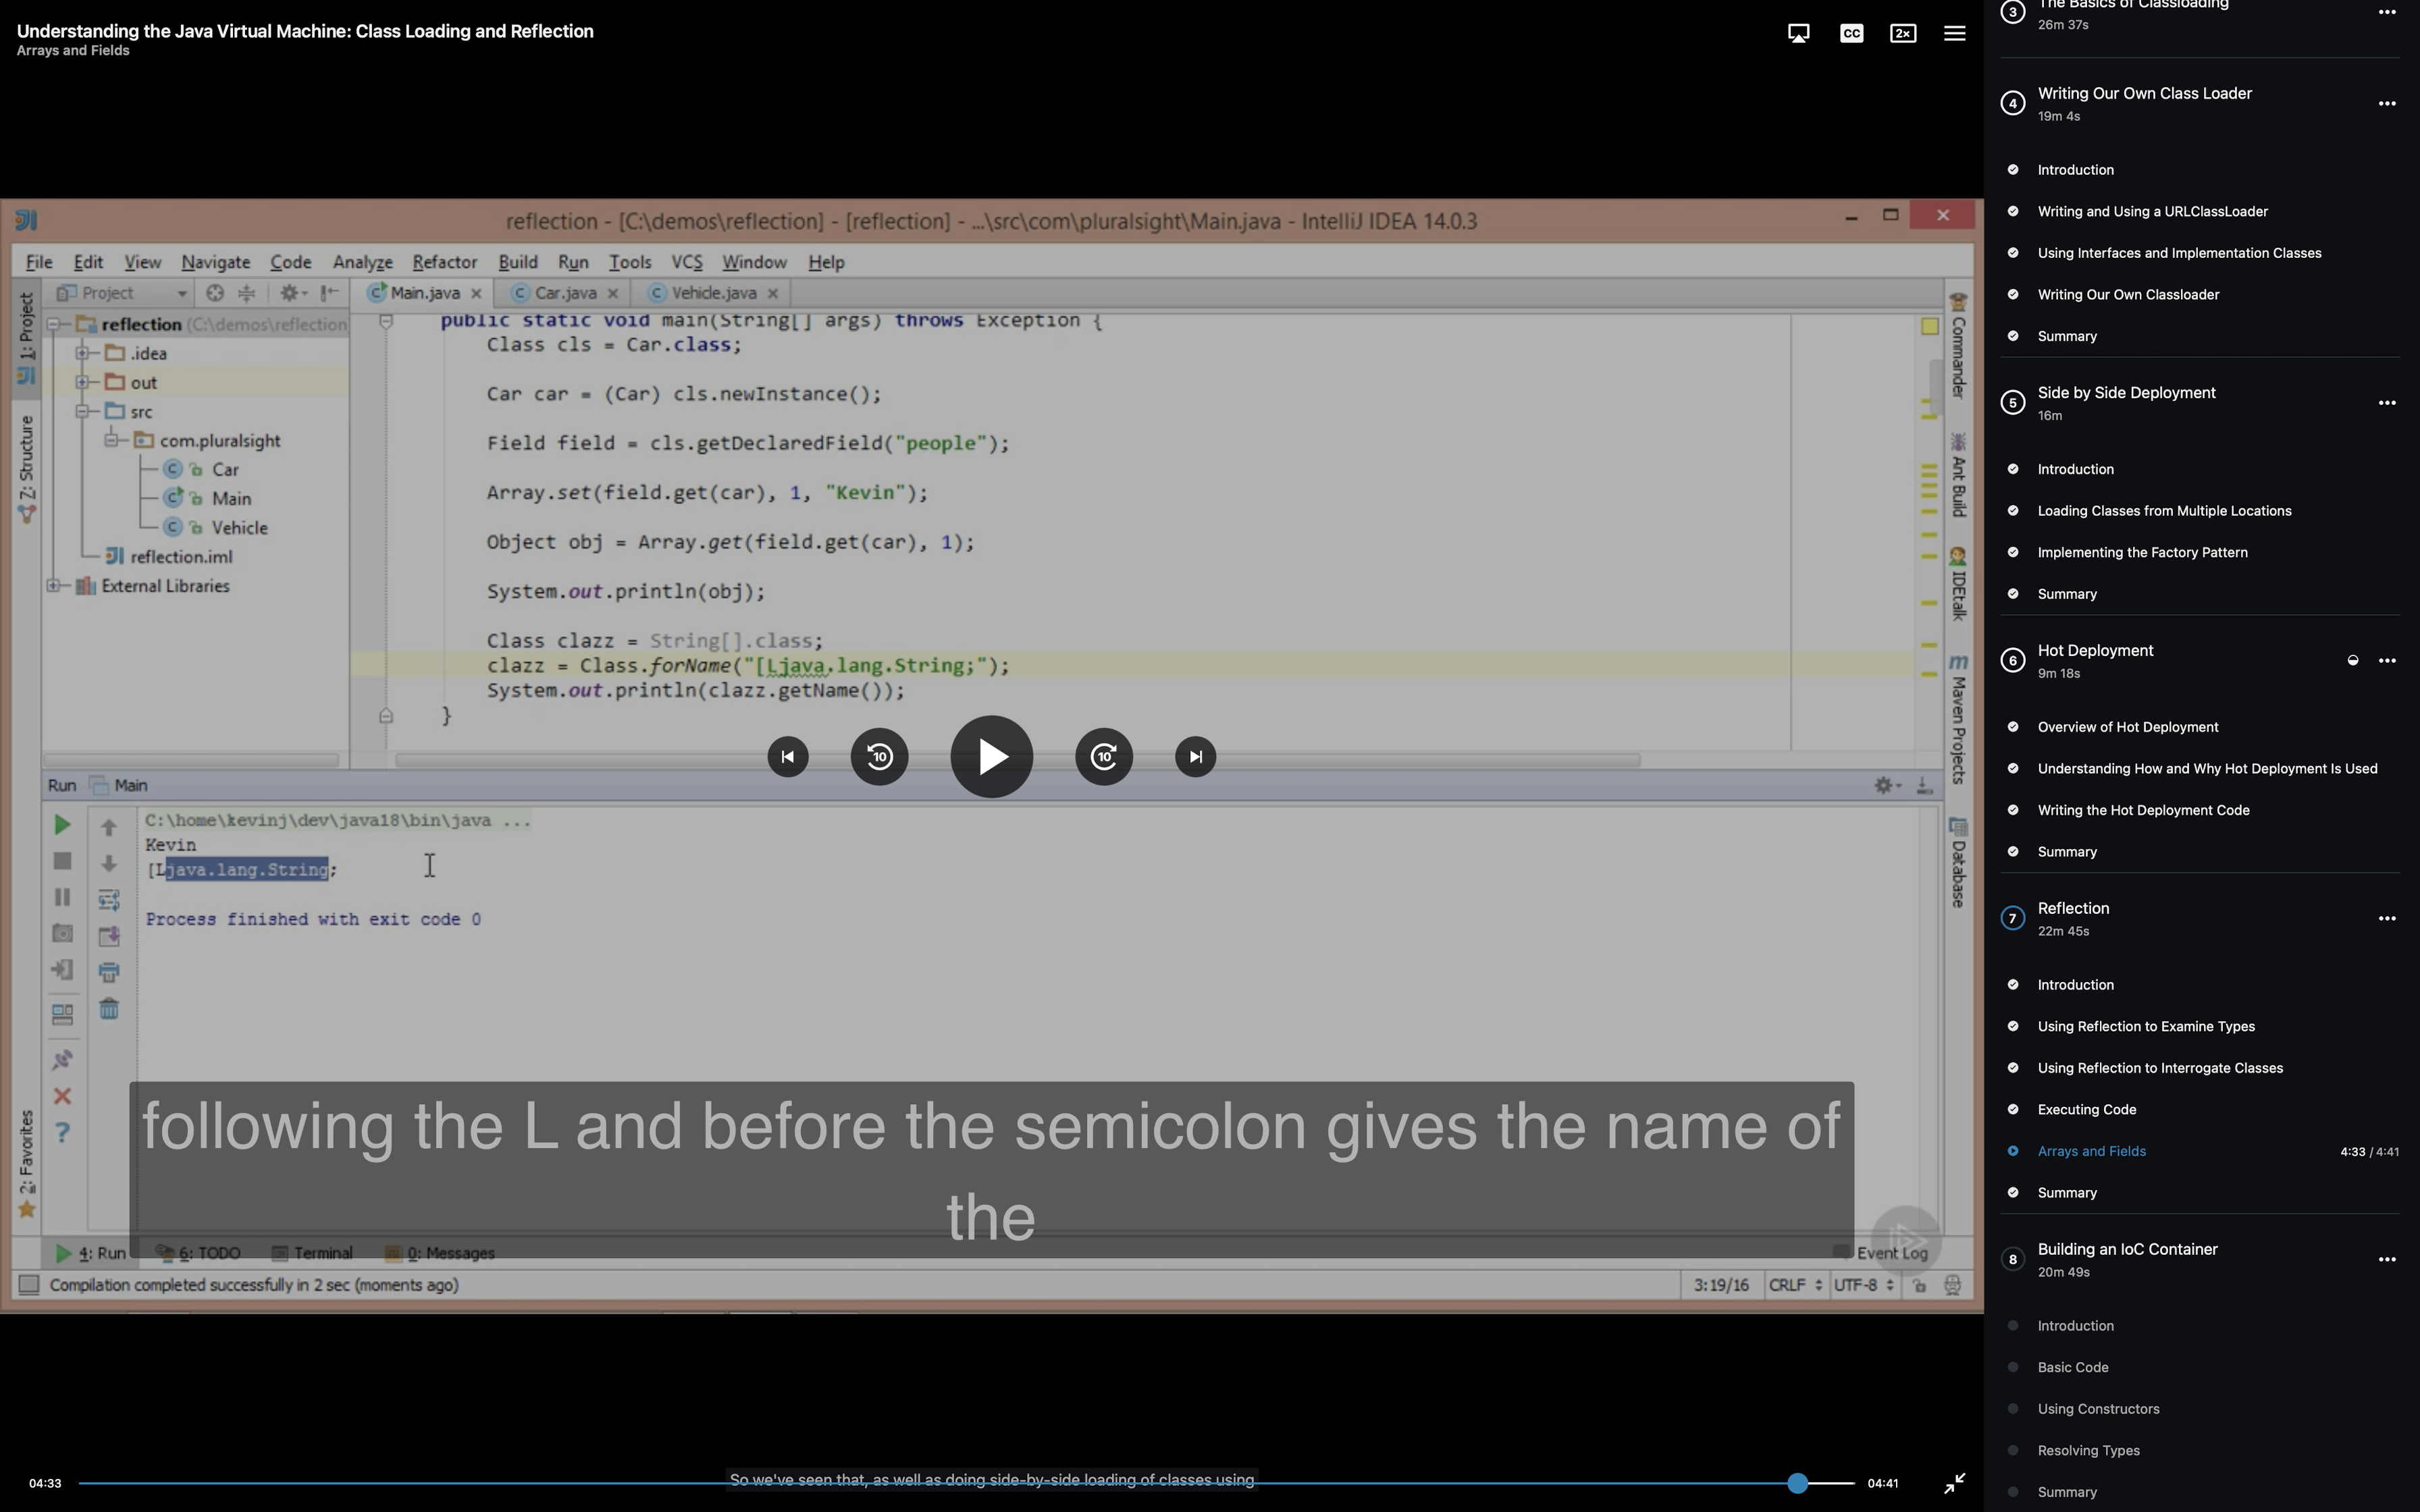 Understanding the Java Virtual Machine: Class Loading and Reflection
Arrays and Fields
CC
2x
reflection - [C:\demos\reflection] - [reflection] - ...\src\com\pluralsight\Main.java - IntelliJ IDEA 14.0.3
File Edit View Navigate Code Analyze Refactor Build Run Tools VCS Window Help
Project
Main.java
Car.java
Vehicle.java
1: Project
Z: Structure
2: Favorites
reflection (C:\demos\reflection
.idea
out
src
com.pluralsight
Car
Main
Vehicle
reflection.iml
External Libraries
public static void main(String[] args) throws Exception {
Class cls = Car.class;
Car car = (Car) cls.newInstance();
Field field = cls.getDeclaredField("people");
Array.set(field.get(car), 1, "Kevin");
Object obj = Array.get(field.get(car), 1);
System.out.println(obj);
Class clazz = String[].class;
clazz = Class.forName("[Ljava.lang.String;");
System.out.println(clazz.getName());
}
Commander
Ant Build
IDEtalk
Maven Projects
Database
10
10
Run Main
C:\home\kevinj\dev\java18\bin\java ...
Kevin
[Ljava.lang.String;
Process finished with exit code 0
following the L and before the semicolon gives the name of
the
4: Run
6: TODO
Terminal
0: Messages
Event Log
Compilation completed successfully in 2 sec (moments ago)
3:19/16
CRLF
UTF-8
04:33
So we've seen that, as well as doing side-by-side loading of classes using
04:41
3
The Basics of Classloading
26m 37s
4
Writing Our Own Class Loader
19m 4s
Introduction
Writing and Using a URLClassLoader
Using Interfaces and Implementation Classes
Writing Our Own Classloader
Summary
5
Side by Side Deployment
16m
Introduction
Loading Classes from Multiple Locations
Implementing the Factory Pattern
Summary
6
Hot Deployment
9m 18s
Overview of Hot Deployment
Understanding How and Why Hot Deployment Is Used
Writing the Hot Deployment Code
Summary
7
Reflection
22m 45s
Introduction
Using Reflection to Examine Types
Using Reflection to Interrogate Classes
Executing Code
Arrays and Fields
4:33 / 4:41
Summary
8
Building an IoC Container
20m 49s
Introduction
Basic Code
Using Constructors
Resolving Types
Summary